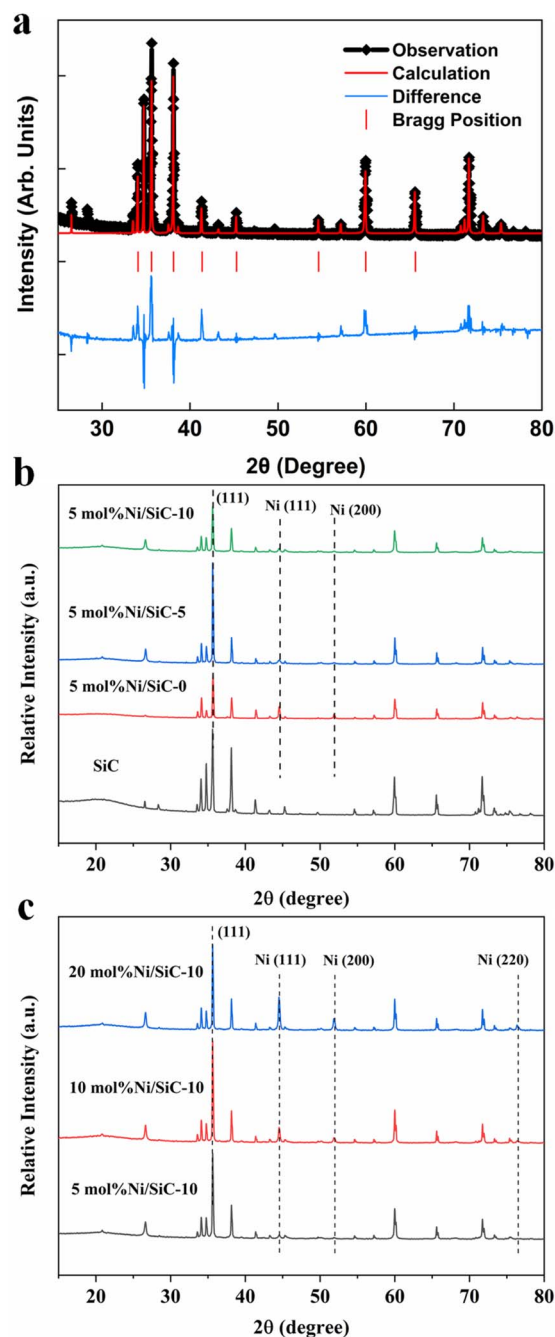 a
Observation
Calculation
Difference
Bragg Position
Intensity (Arb. Units)
30 40 50 60 70 80
2θ (Degree)
b
(111)
Ni (111)
Ni (200)
5 mol%Ni/SiC-10
5 mol%Ni/SiC-5
5 mol%Ni/SiC-0
SiC
Relative Intensity (a.u.)
20 30 40 50 60 70 80
2θ (degree)
c
(111)
Ni (111)
Ni (200)
Ni (220)
20 mol%Ni/SiC-10
10 mol%Ni/SiC-10
5 mol%Ni/SiC-10
Relative Intensity (a.u.)
20 30 40 50 60 70 80
2θ (degree)